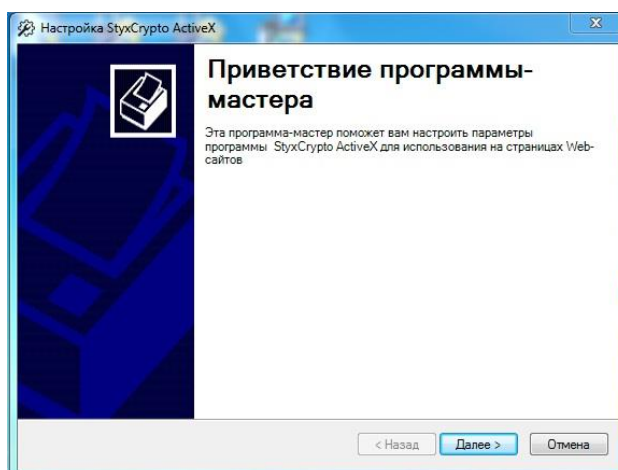 Настройка StyxCrypto ActiveX
Приветствие программы-
мастера
Эта программа-мастер поможет вам настроить параметры
программы StyxCrypto ActiveX для использования на страницах Web-
сайтов
< Назад Далее > Отмена